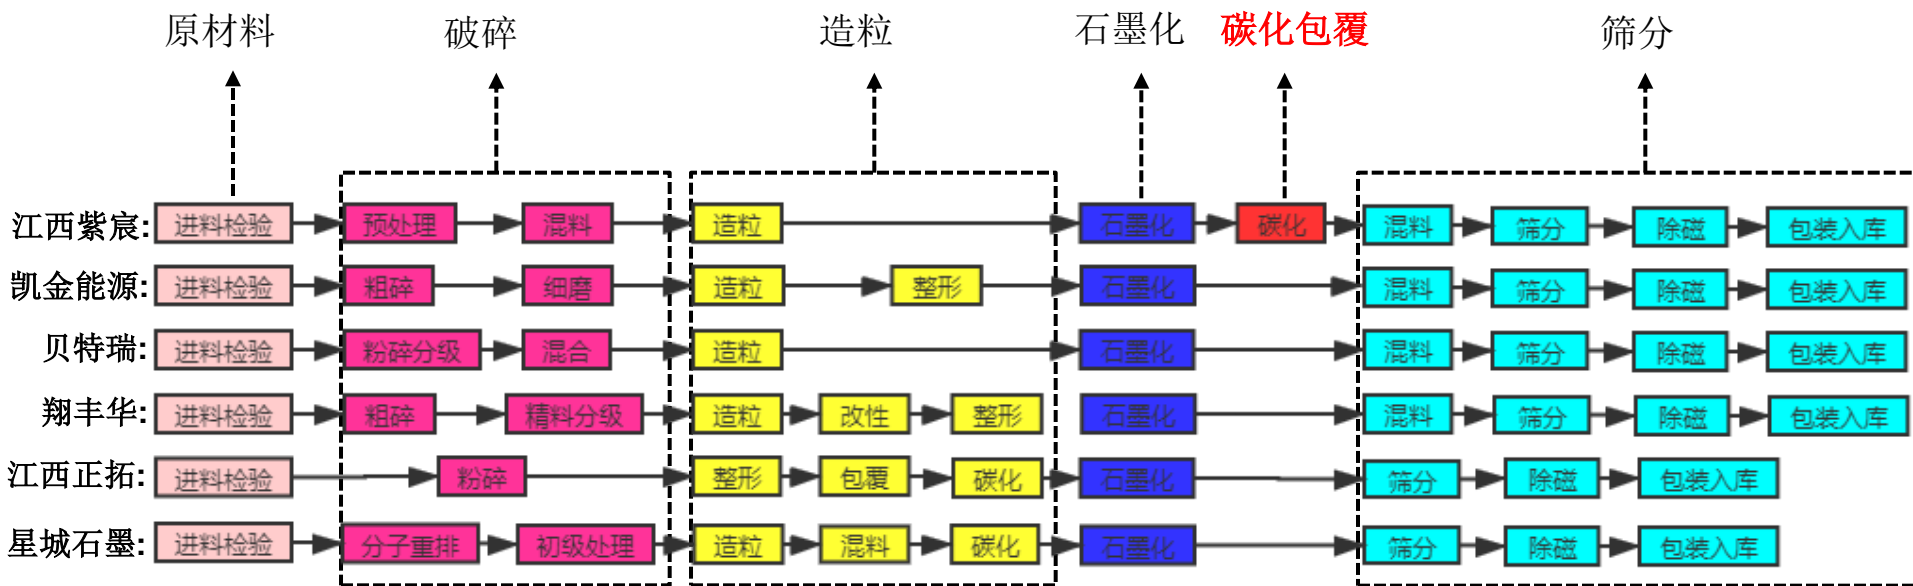 原材料 破碎 造粒 石墨化 碳化包覆 筛分
江西紫宸: 进料检验 预处理 混料 造粒 石墨化 碳化 混料 筛分 除磁 包装入库
凯金能源: 进料检验 粗碎 细磨 造粒 整形 石墨化 混料 筛分 除磁 包装入库
贝特瑞: 进料检验 粉碎分级 混合 造粒 石墨化 混料 筛分 除磁 包装入库
翔丰华: 进料检验 粗碎 精料分级 造粒 改性 整形 石墨化 混料 筛分 除磁 包装入库
江西正拓: 进料检验 粉碎 整形 包覆 碳化 石墨化 筛分 除磁 包装入库
星城石墨: 进料检验 分子重排 初级处理 造粒 混料 碳化 石墨化 筛分 除磁 包装入库